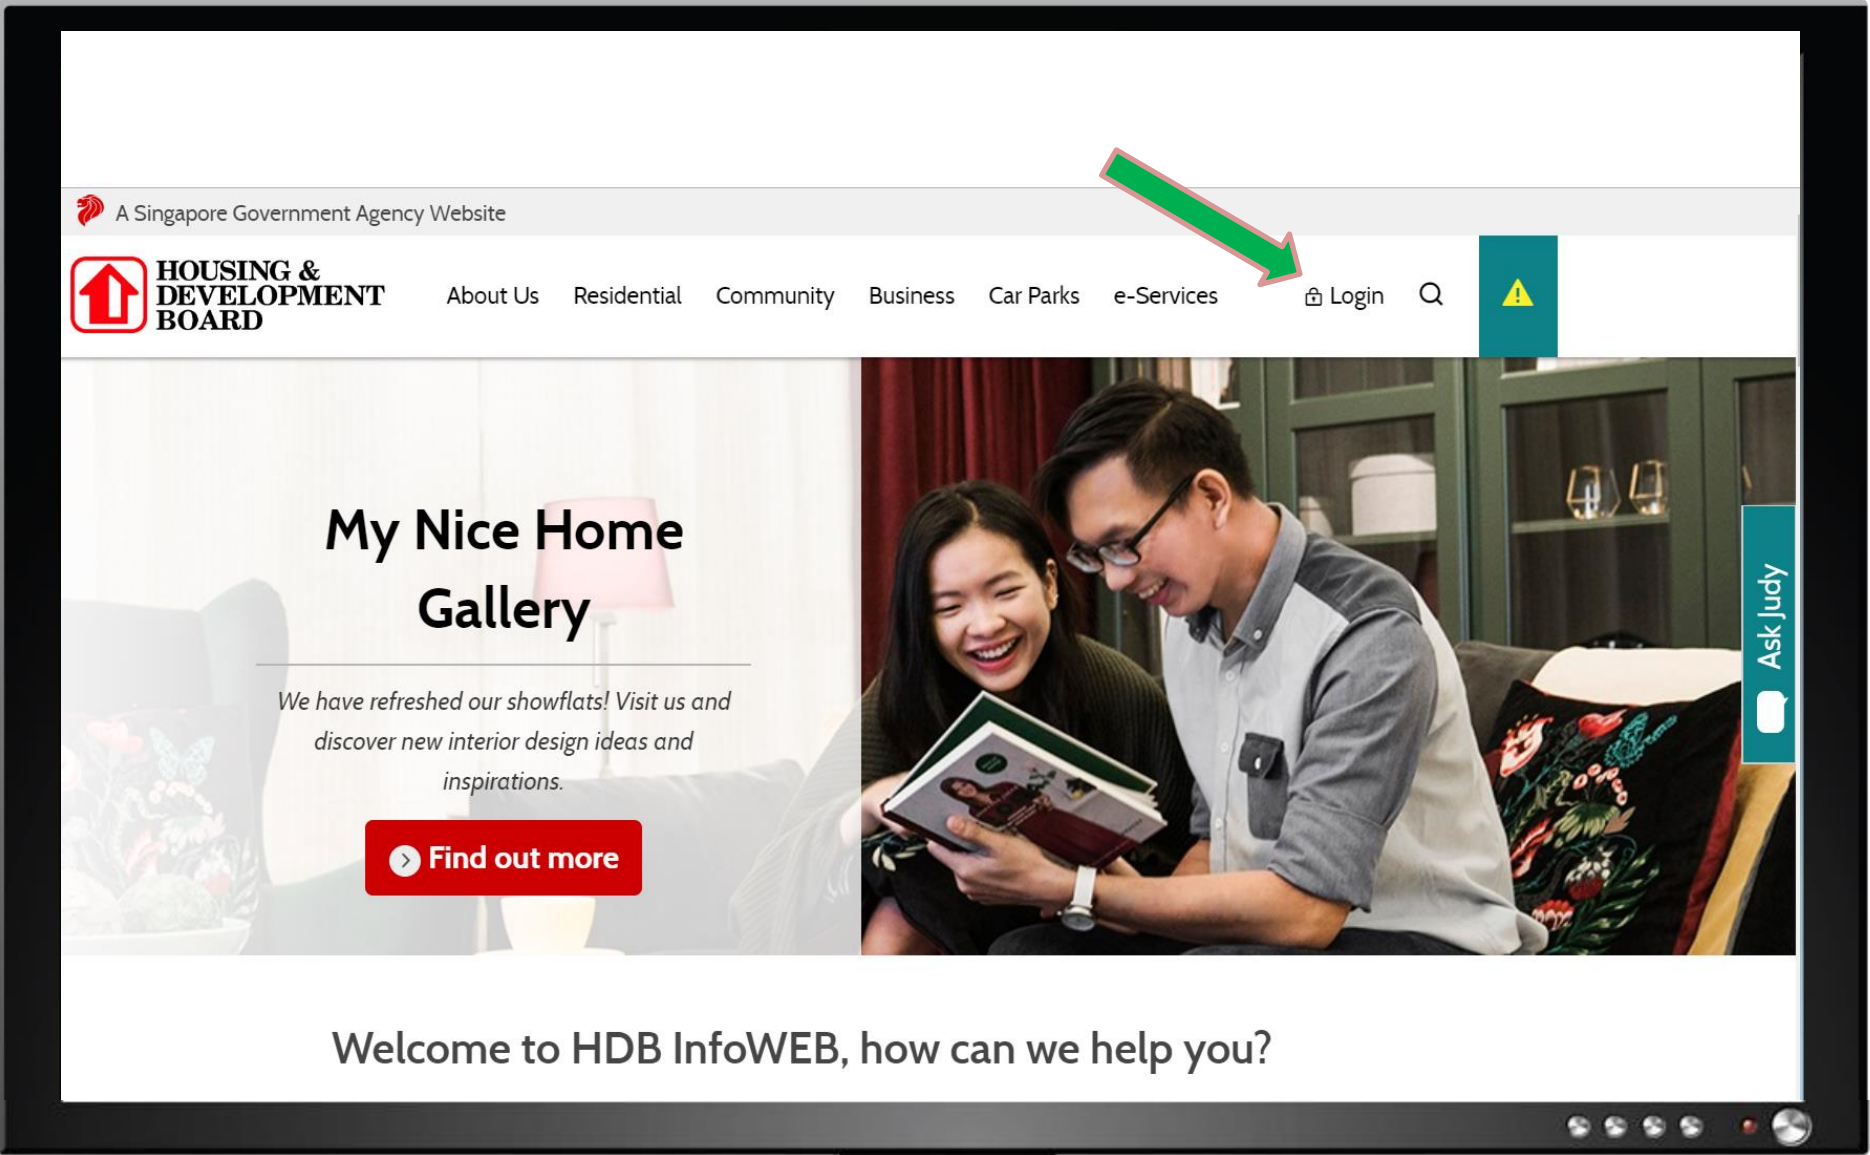 A Singapore Government Agency Website
HOUSING &
DEVELOPMENT
BOARD
About Us
Residential
Community
Business
Car Parks
e-Services
Login
My Nice Home
Gallery
We have refreshed our showflats! Visit us and
discover new interior design ideas and
inspirations.
Find out more
Ask Judy
Welcome to HDB InfoWEB, how can we help you?